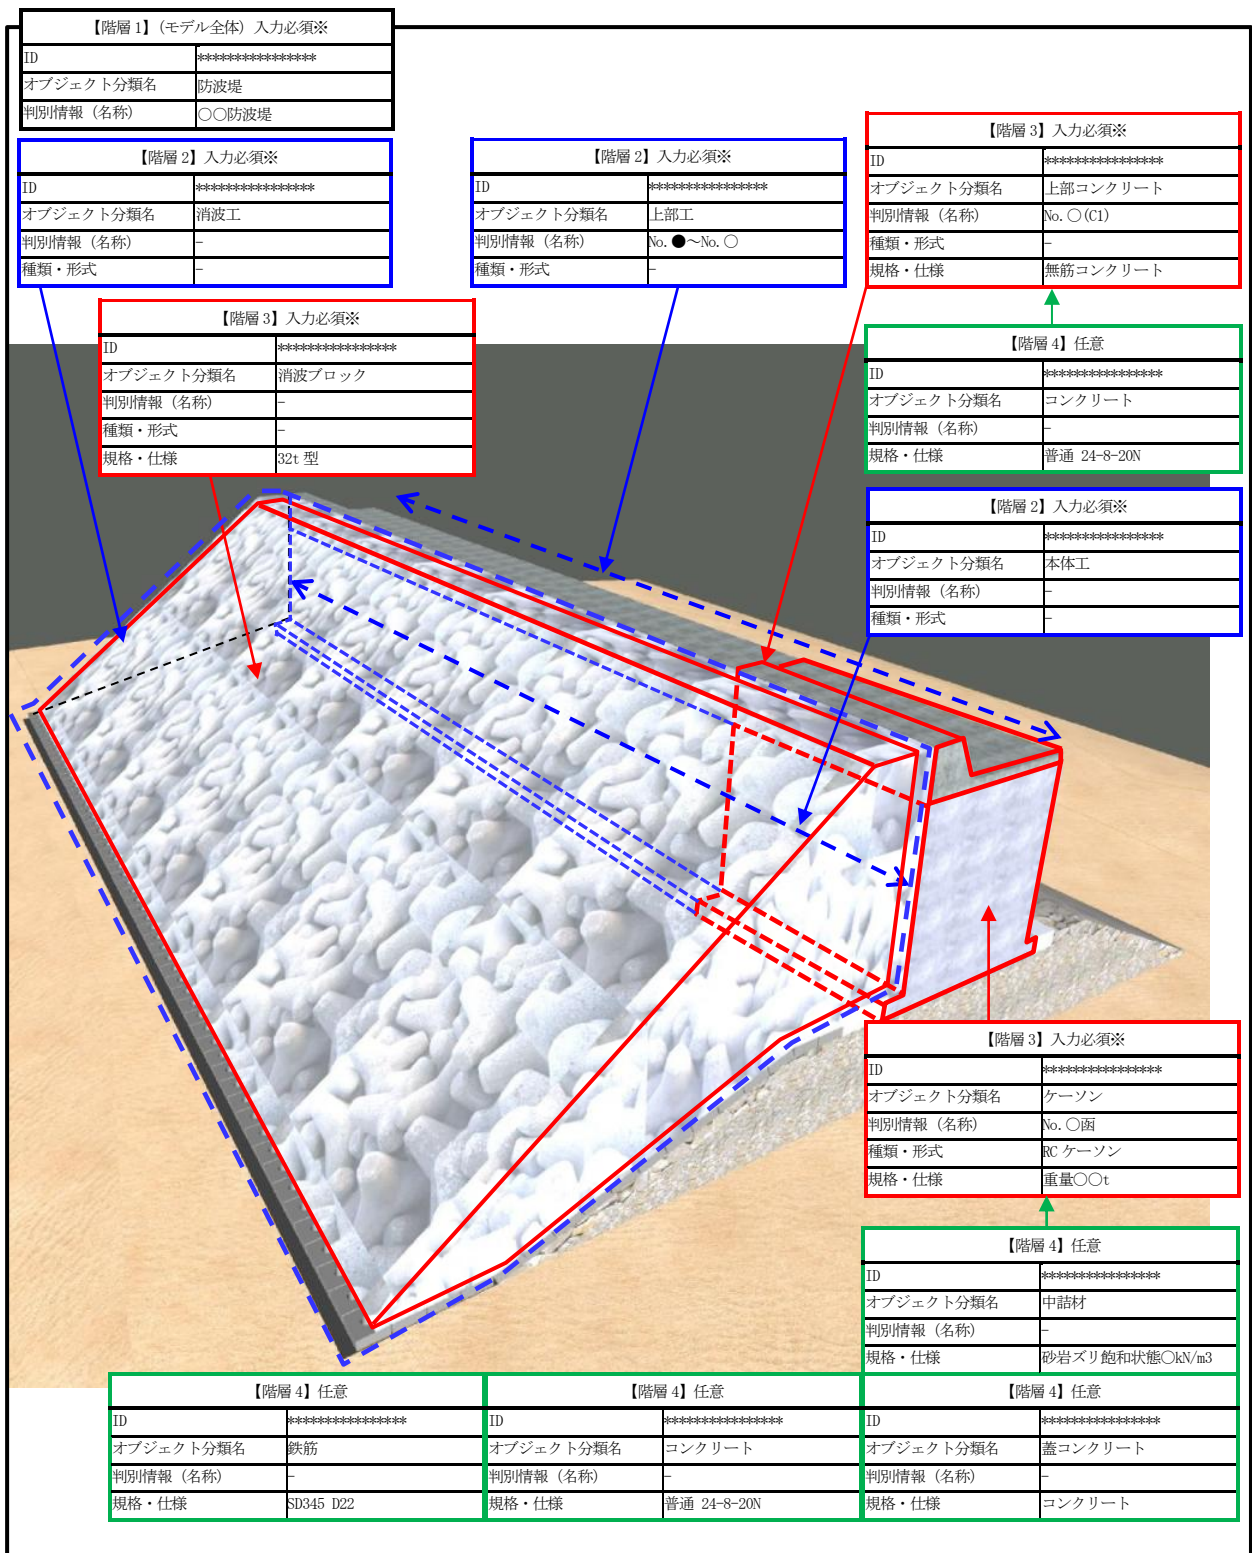 【階層 1】(モデル全体) 入力必須※
ID ****************
オブジェクト分類名 防波堤
判別情報（名称） 〇〇防波堤
【階層 2】入力必須※
ID ****************
オブジェクト分類名 消波工
判別情報（名称） −
種類・形式 −
【階層 2】入力必須※
ID ****************
オブジェクト分類名 上部工
判別情報（名称） No.●～No.〇
種類・形式 −
【階層 3】入力必須※
ID ****************
オブジェクト分類名 上部コンクリート
判別情報（名称） No.〇(C1)
種類・形式 −
規格・仕様 無筋コンクリート
【階層 3】入力必須※
ID ****************
オブジェクト分類名 消波ブロック
判別情報（名称） −
種類・形式 −
規格・仕様 32t 型
【階層 4】任意
ID ****************
オブジェクト分類名 コンクリート
判別情報（名称） −
規格・仕様 普通 24-8-20N
【階層 2】入力必須※
ID ****************
オブジェクト分類名 本体工
判別情報（名称） −
種類・形式 −
【階層 3】入力必須※
ID ****************
オブジェクト分類名 ケーソン
判別情報（名称） No.〇函
種類・形式 RC ケーソン
規格・仕様 重量〇〇t
【階層 4】任意
ID ****************
オブジェクト分類名 中詰材
判別情報（名称） −
規格・仕様 砂岩ズリ飽和状態〇kN/m3
【階層 4】任意
ID ****************
オブジェクト分類名 鉄筋
判別情報（名称） −
規格・仕様 SD345 D22
【階層 4】任意
ID ****************
オブジェクト分類名 コンクリート
判別情報（名称） −
規格・仕様 普通 24-8-20N
【階層 4】任意
ID ****************
オブジェクト分類名 蓋コンクリート
判別情報（名称） −
規格・仕様 コンクリート